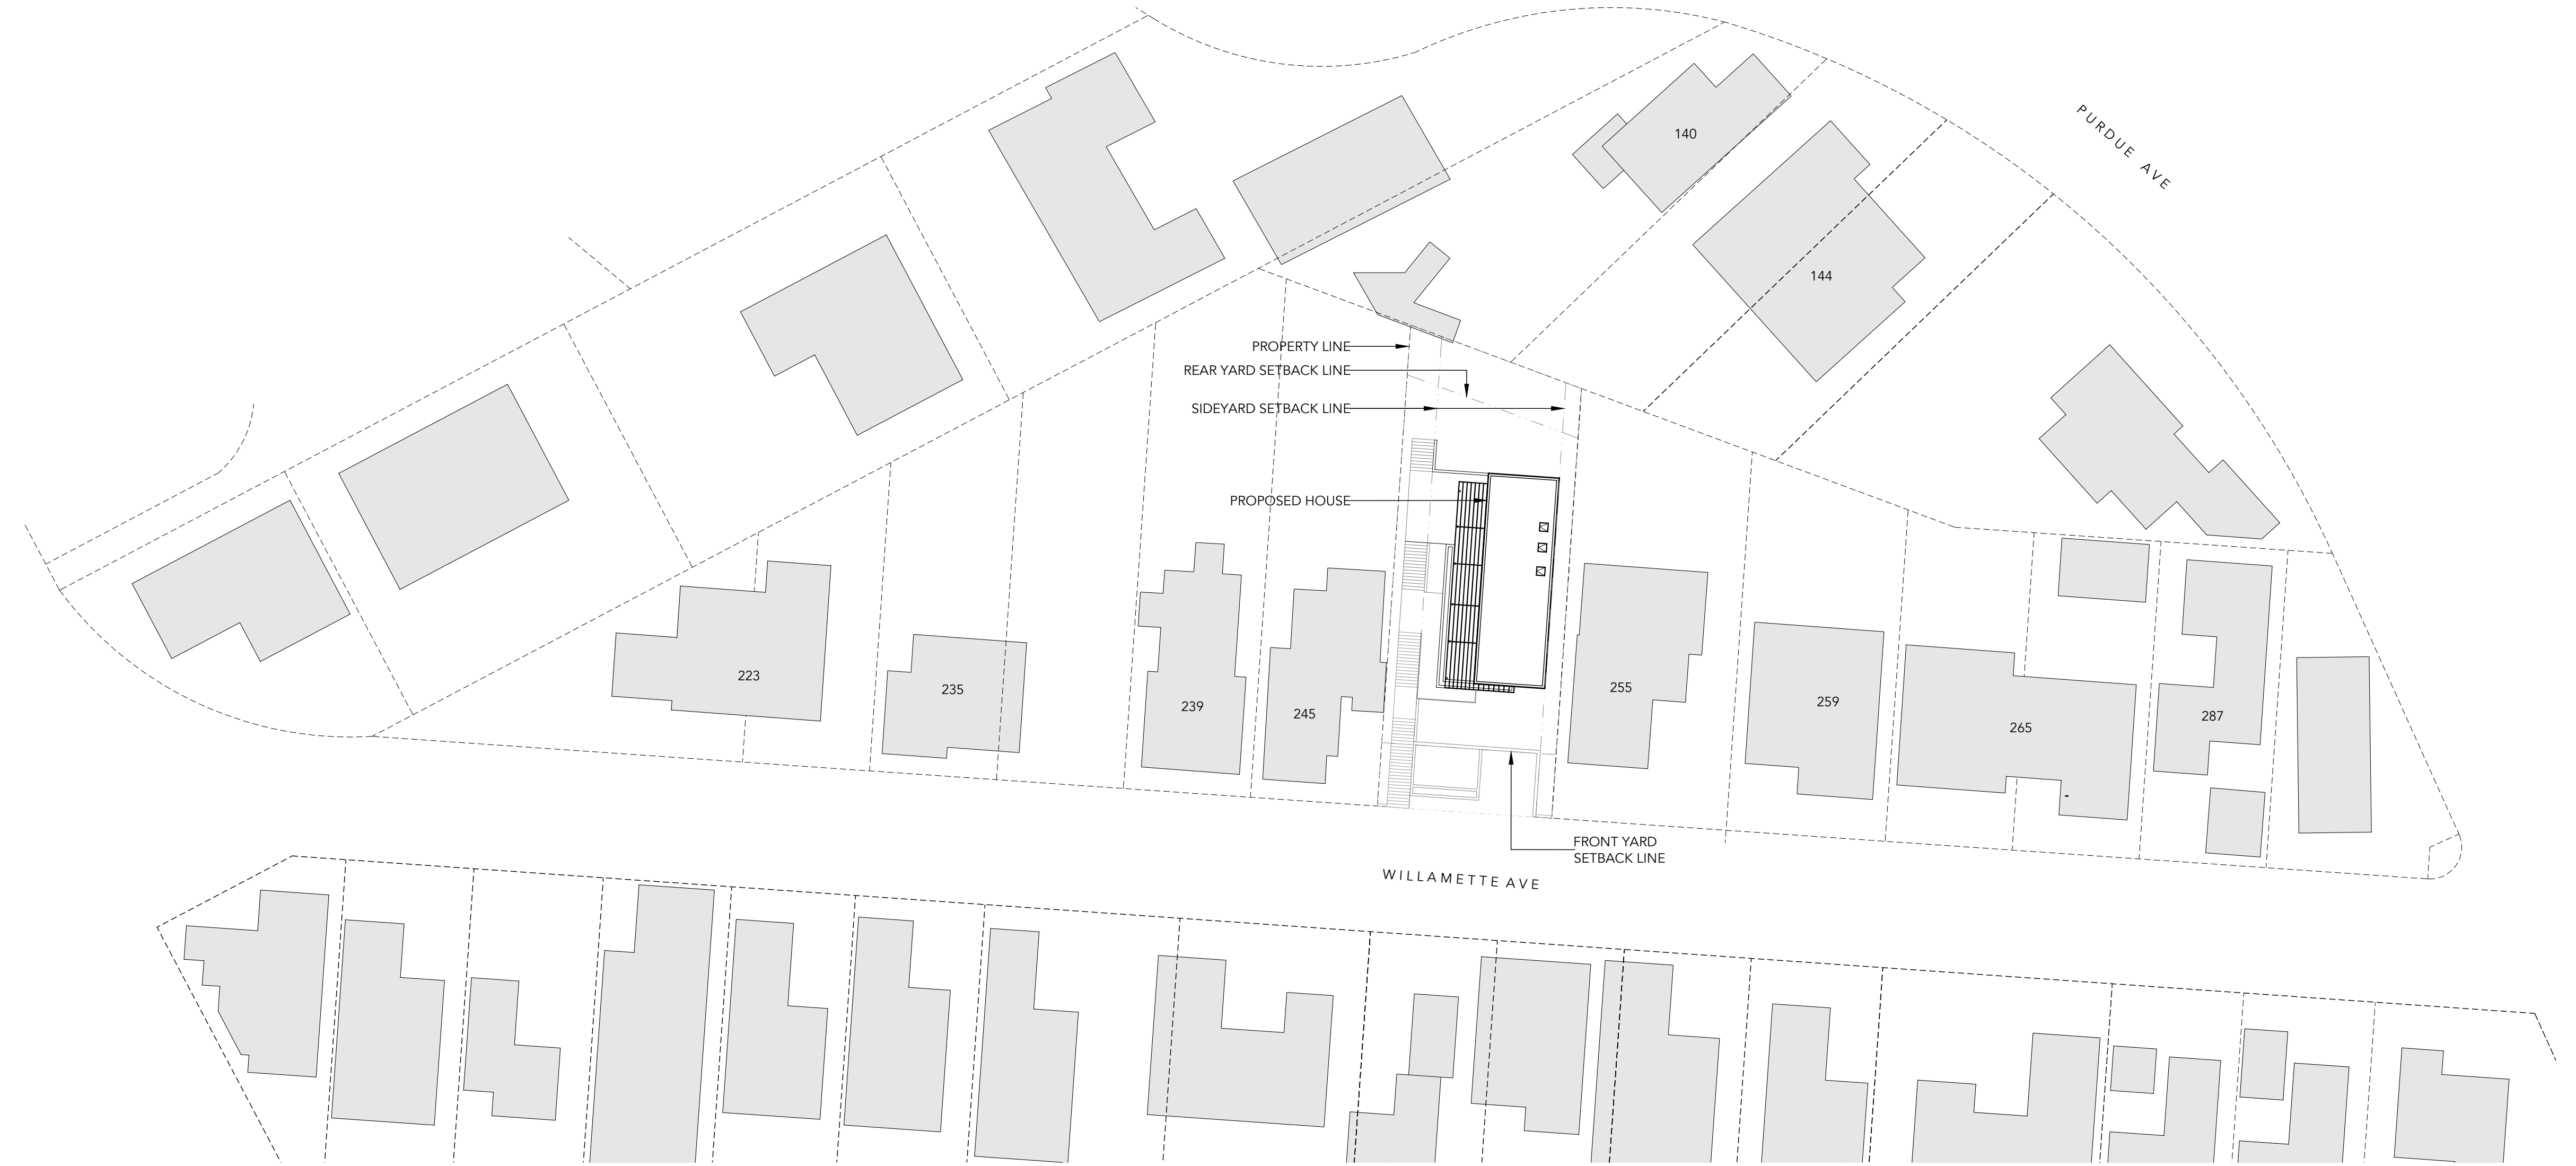 PURDUE AVE
140
144
PROPERTY LINE
REAR YARD SETBACK LINE
SIDEYARD SETBACK LINE
PROPOSED HOUSE
223
235
239
245
255
259
265
287
FRONT YARD
SETBACK LINE
WILLAMETTE AVE